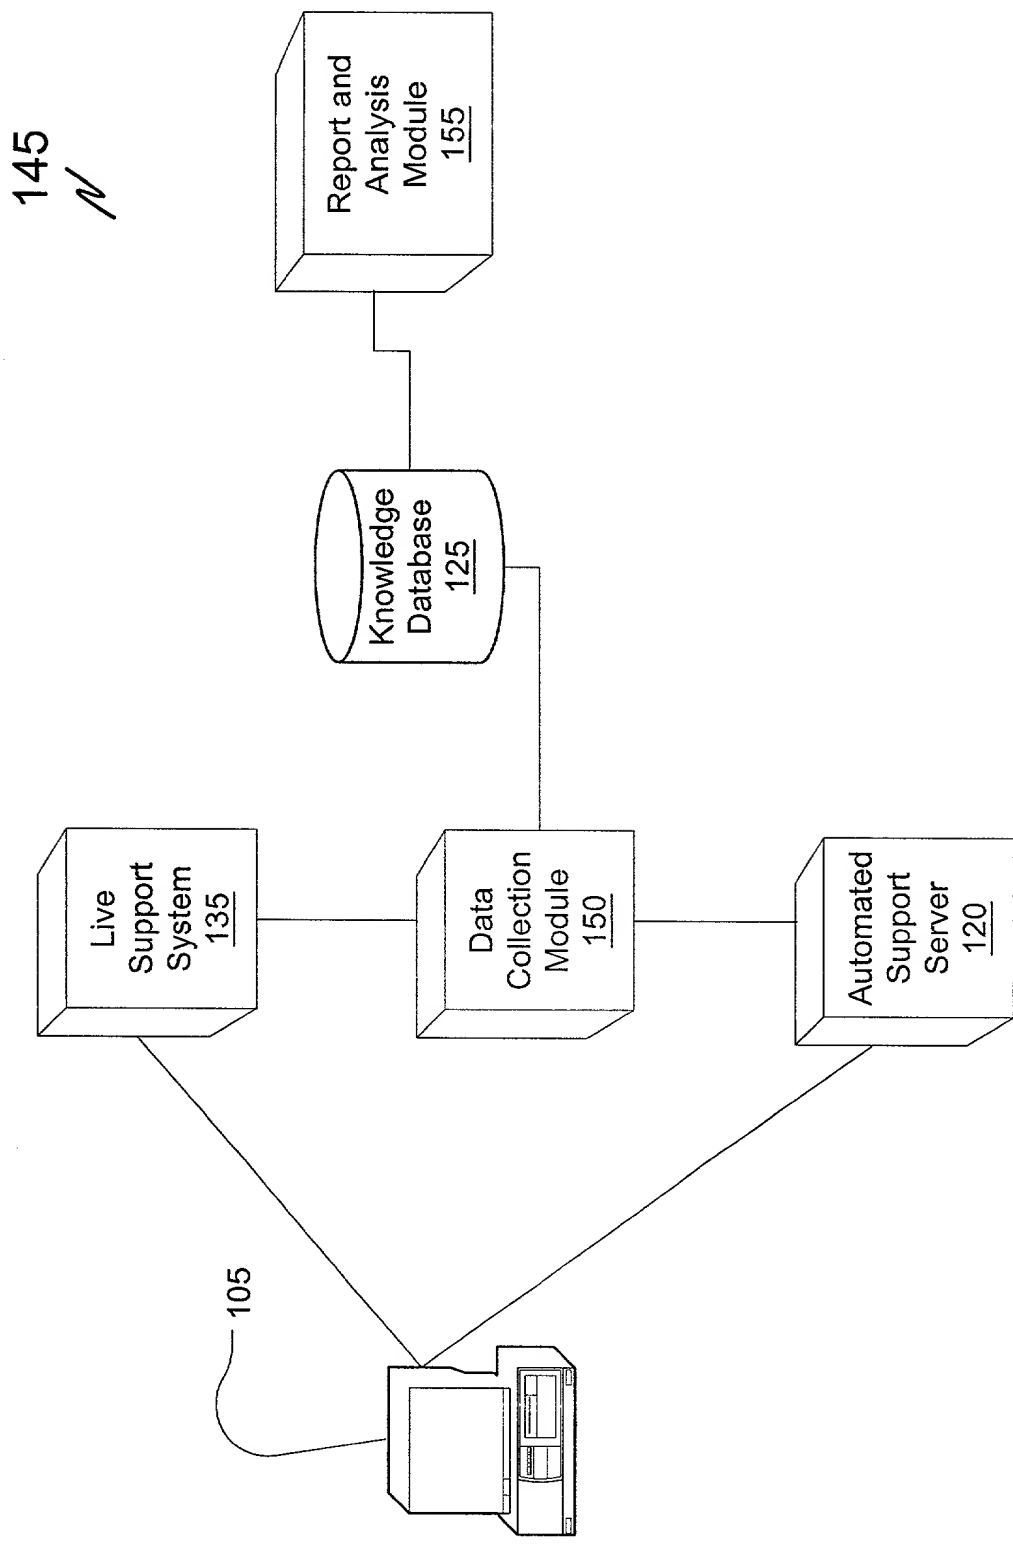 145
Report and
Analysis
Module
155
Knowledge
Database
125
Live
Support
System
135
Data
Collection
Module
150
Automated
Support
Server
120
105